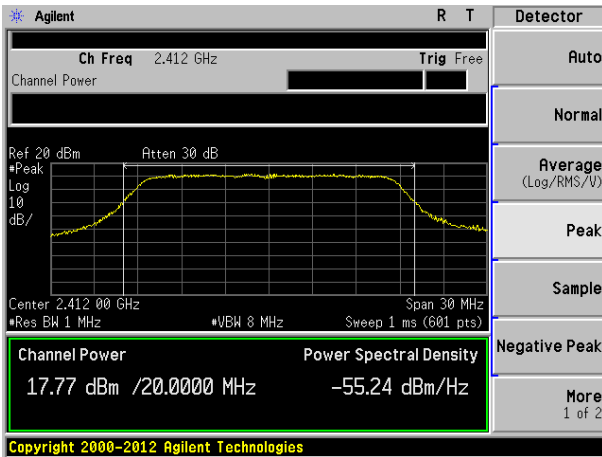 Agilent R T Detector
Ch Freq 2.412 GHz Trig Free
Channel Power
Auto
Normal
Average
(Log/RMS/V)
Peak
Sample
Negative Peak
More
1 of 2
Ref 20 dBm Atten 30 dB
#Peak
Log
10
dB/
Center 2.412 00 GHz Span 30 MHz
#Res BW 1 MHz #VBW 8 MHz Sweep 1 ms (601 pts)
Channel Power Power Spectral Density
17.77 dBm /20.0000 MHz -55.24 dBm/Hz
Copyright 2000-2012 Agilent Technologies